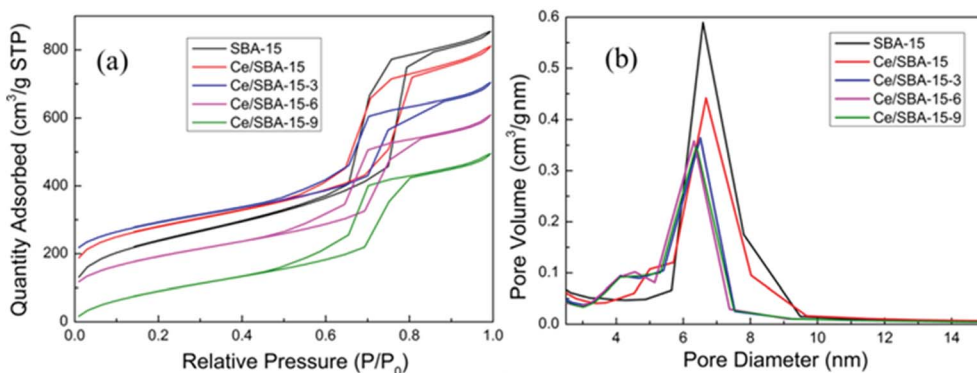 (a)
SBA-15
Ce/SBA-15
Ce/SBA-15-3
Ce/SBA-15-6
Ce/SBA-15-9
Quantity Adsorbed (cm³/g STP)
800
600
400
200
0
0.0 0.2 0.4 0.6 0.8 1.0
Relative Pressure (P/P₀)
(b)
SBA-15
Ce/SBA-15
Ce/SBA-15-3
Ce/SBA-15-6
Ce/SBA-15-9
Pore Volume (cm³/gnm)
0.6
0.5
0.4
0.3
0.2
0.1
0.0
4 6 8 10 12 14
Pore Diameter (nm)